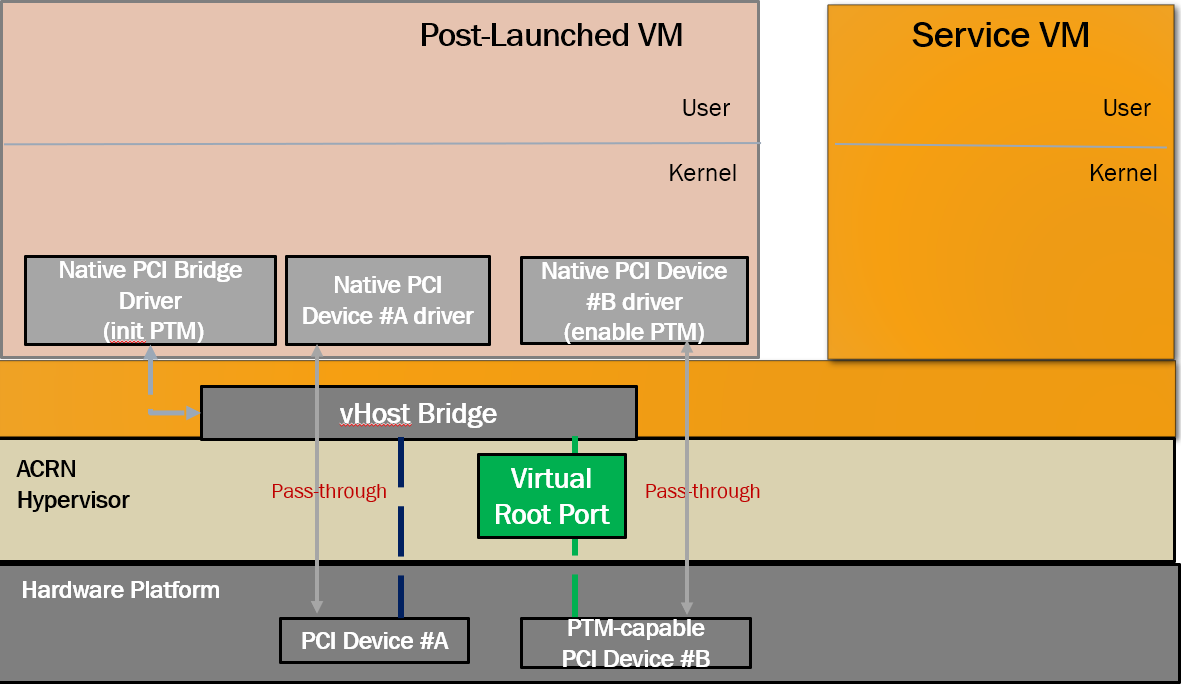 Post-Launched VM
Service VM
User
User
Kernel
Kernel
Native PCI Bridge
Driver
(init PTM)
Native PCI
Device #A driver
Native PCI Device
#B driver
(enable PTM)
vHost Bridge
ACRN
Hypervisor
Pass-through
Virtual
Root Port
Pass-through
Hardware Platform
PCI Device #A
PTM-capable
PCI Device #B